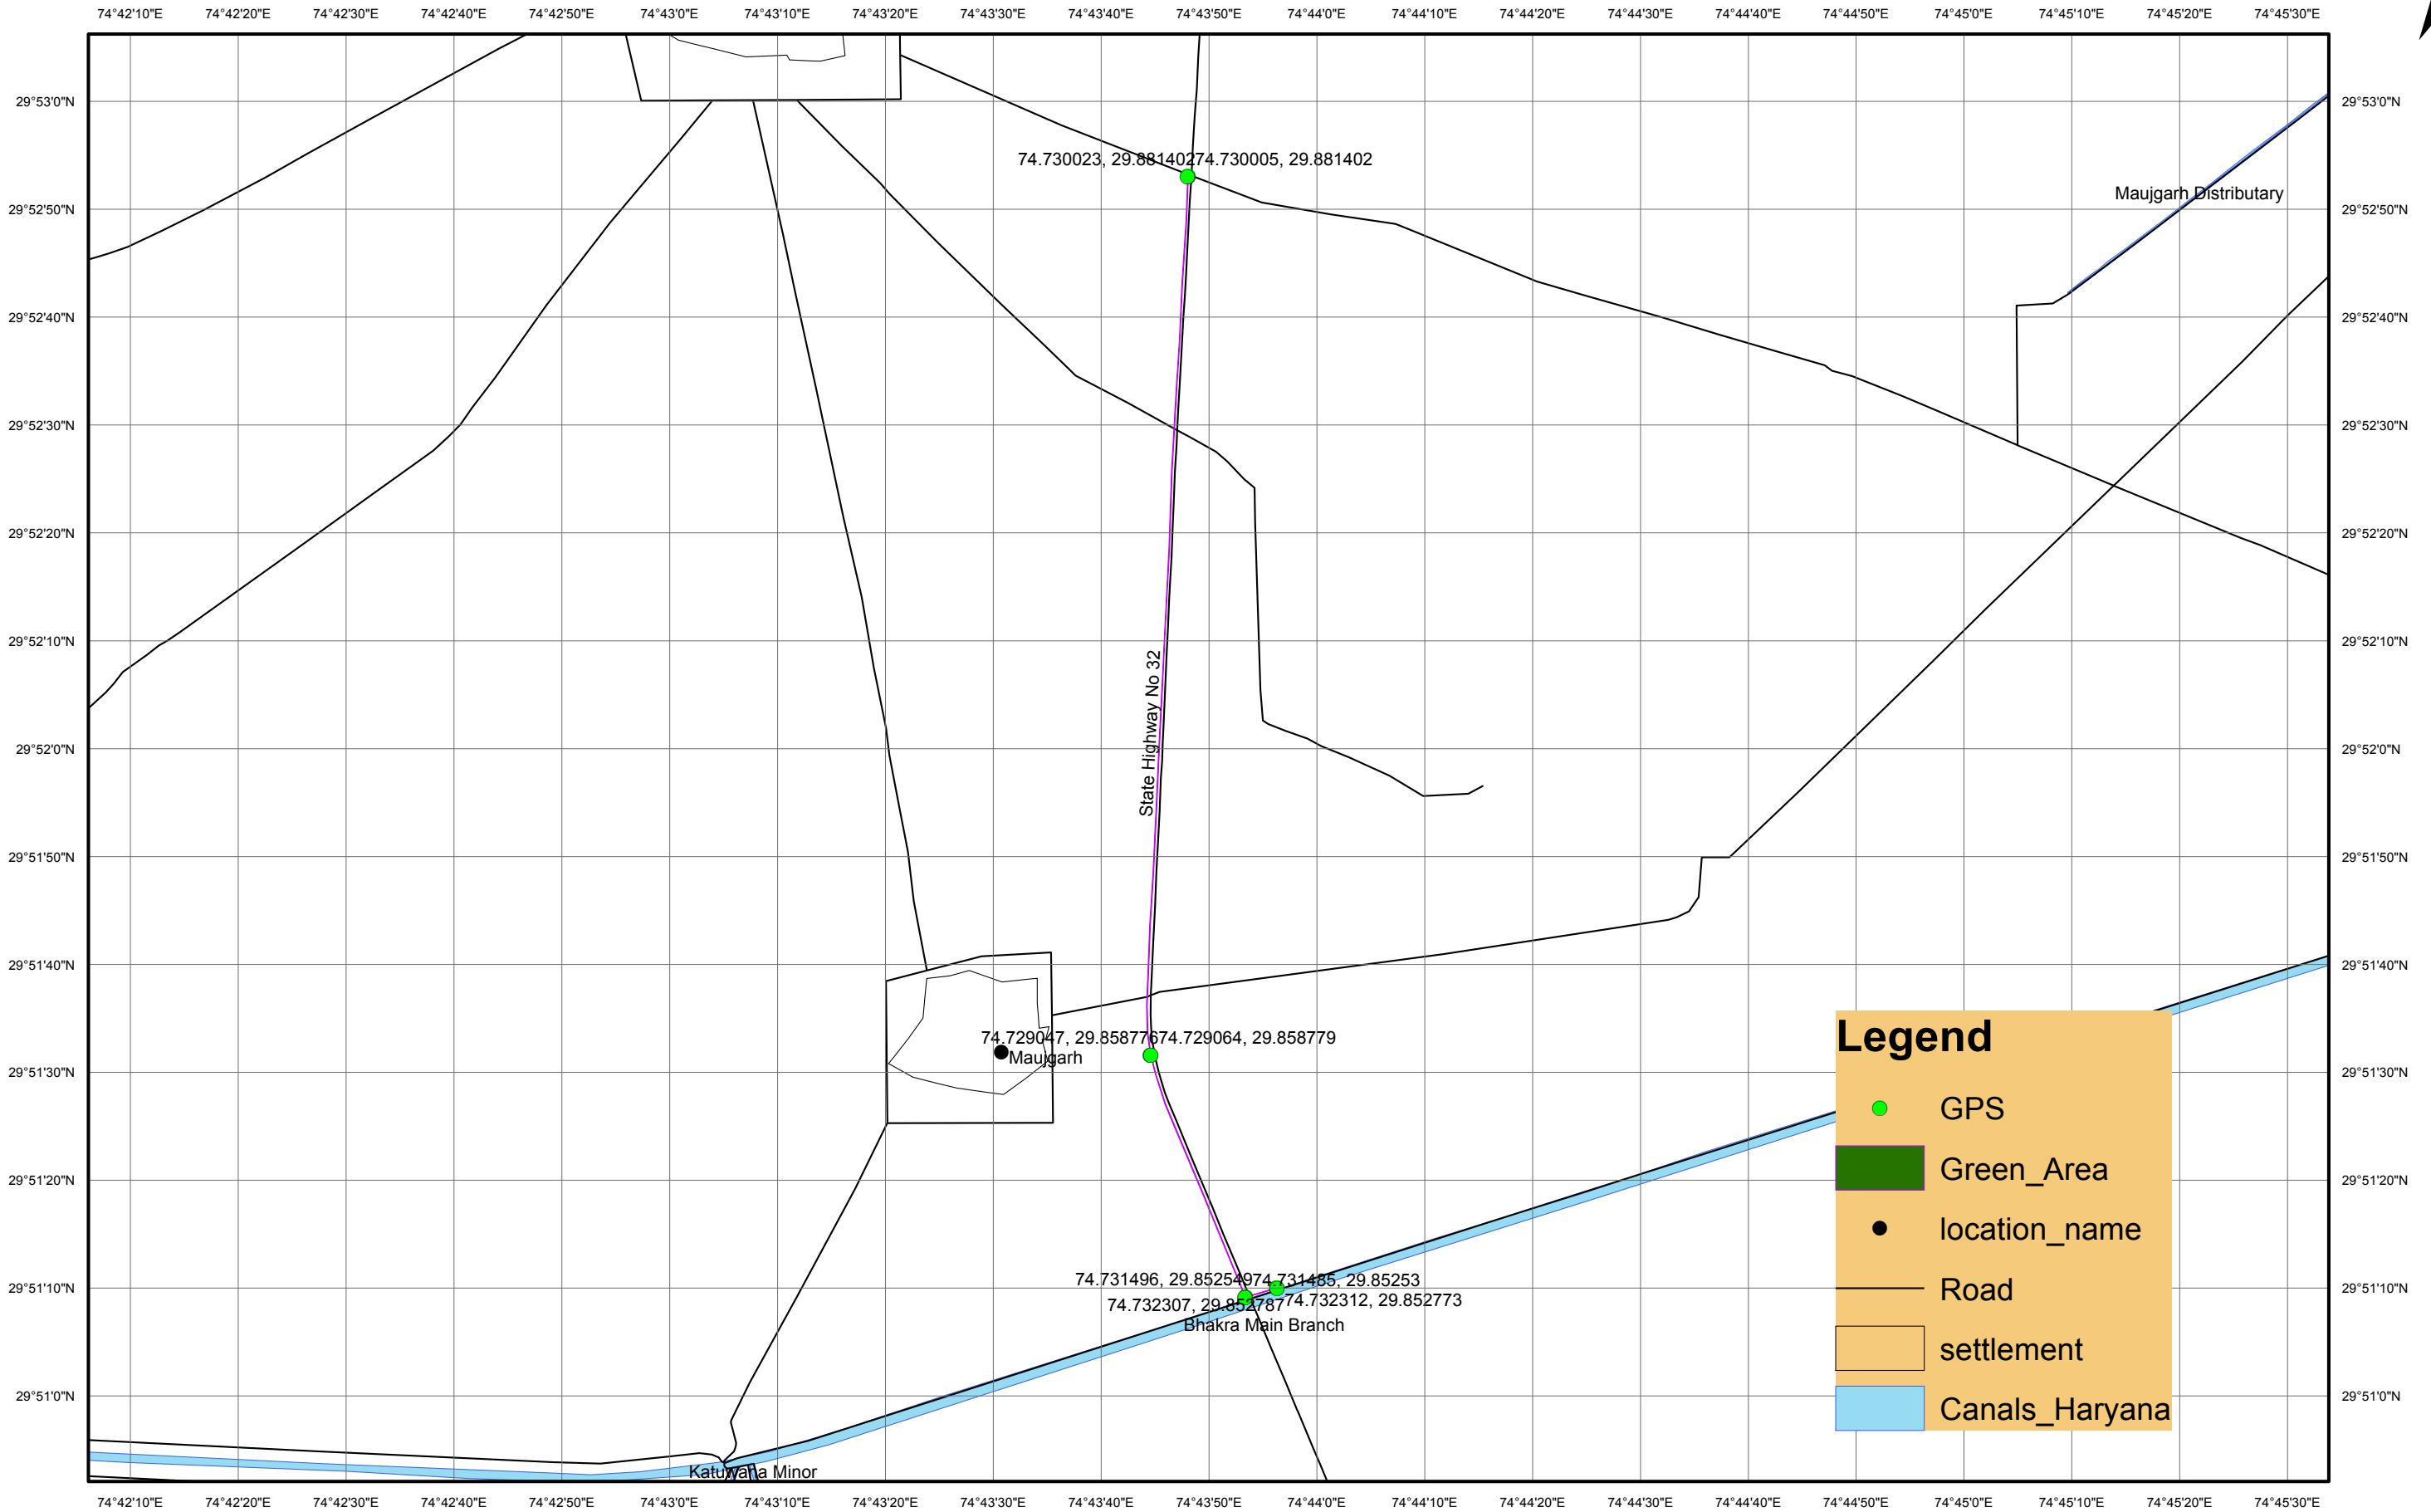 74°42'10"E 74°42'20"E 74°42'30"E 74°42'40"E 74°42'50"E 74°43'0"E 74°43'10"E 74°43'20"E 74°43'30"E 74°43'40"E 74°43'50"E 74°44'0"E 74°44'10"E 74°44'20"E 74°44'30"E 74°44'40"E 74°44'50"E 74°45'0"E 74°45'10"E 74°45'20"E 74°45'30"E
29°53'0"N 29°53'0"N
74.730023, 29.881402 74.730005, 29.881402
Maujgarh Distributary
29°52'50"N 29°52'50"N
29°52'40"N 29°52'40"N
29°52'30"N 29°52'30"N
29°52'20"N 29°52'20"N
29°52'10"N 29°52'10"N
State Highway No 32
29°52'0"N 29°52'0"N
29°51'50"N 29°51'50"N
29°51'40"N 29°51'40"N
74.729047, 29.858776 74.729064, 29.858779
Maujgarh
29°51'30"N 29°51'30"N
29°51'20"N 29°51'20"N
74.731496, 29.852549 74.731485, 29.85253
29°51'10"N 29°51'10"N
74.732307, 29.852787 74.732312, 29.852773
Bhakra Main Branch
29°51'0"N 29°51'0"N
Katuwana Minor
Legend
GPS
Green_Area
location_name
Road
settlement
Canals_Haryana
74°42'10"E 74°42'20"E 74°42'30"E 74°42'40"E 74°42'50"E 74°43'0"E 74°43'10"E 74°43'20"E 74°43'30"E 74°43'40"E 74°43'50"E 74°44'0"E 74°44'10"E 74°44'20"E 74°44'30"E 74°44'40"E 74°44'50"E 74°45'0"E 74°45'10"E 74°45'20"E 74°45'30"E